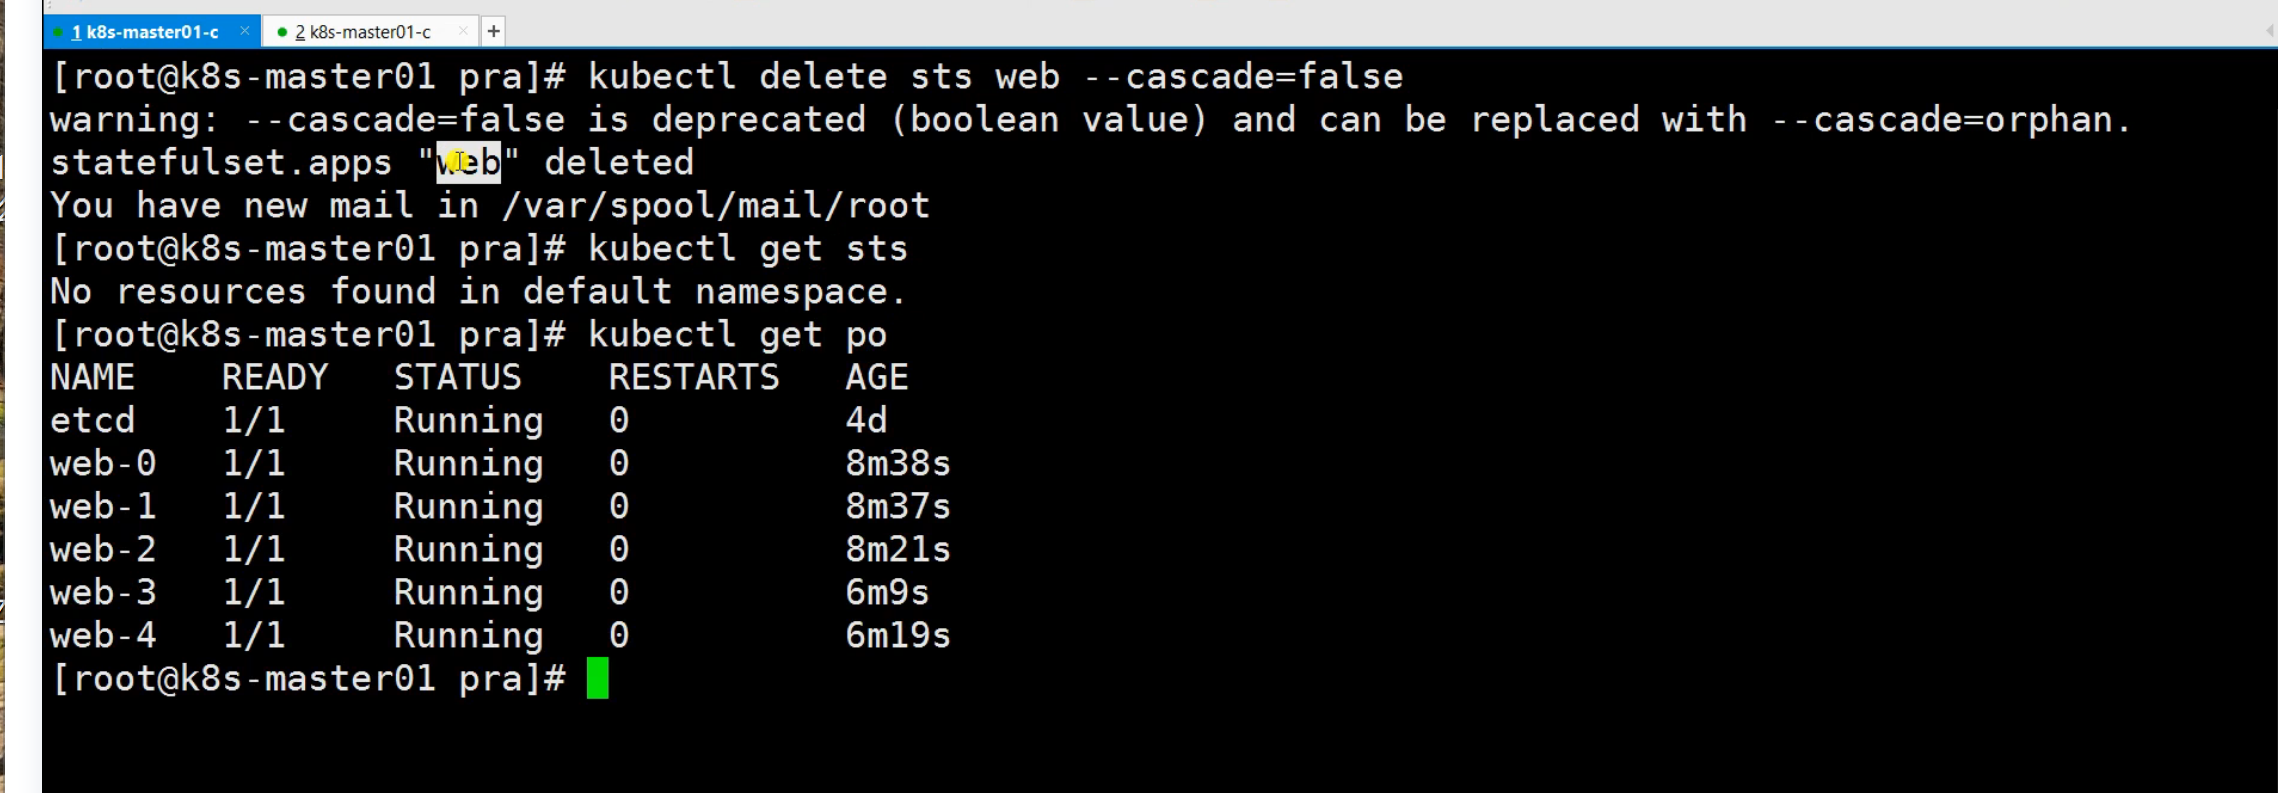 1 k8s-master01-c × 2 k8s-master01-c × +
[root@k8s-master01 pra]# kubectl delete sts web --cascade=false
warning: --cascade=false is deprecated (boolean value) and can be replaced with --cascade=orphan.
statefulset.apps "web" deleted
You have new mail in /var/spool/mail/root
[root@k8s-master01 pra]# kubectl get sts
No resources found in default namespace.
[root@k8s-master01 pra]# kubectl get po
NAME READY STATUS RESTARTS AGE
etcd 1/1 Running 0 4d
web-0 1/1 Running 0 8m38s
web-1 1/1 Running 0 8m37s
web-2 1/1 Running 0 8m21s
web-3 1/1 Running 0 6m9s
web-4 1/1 Running 0 6m19s
[root@k8s-master01 pra]#